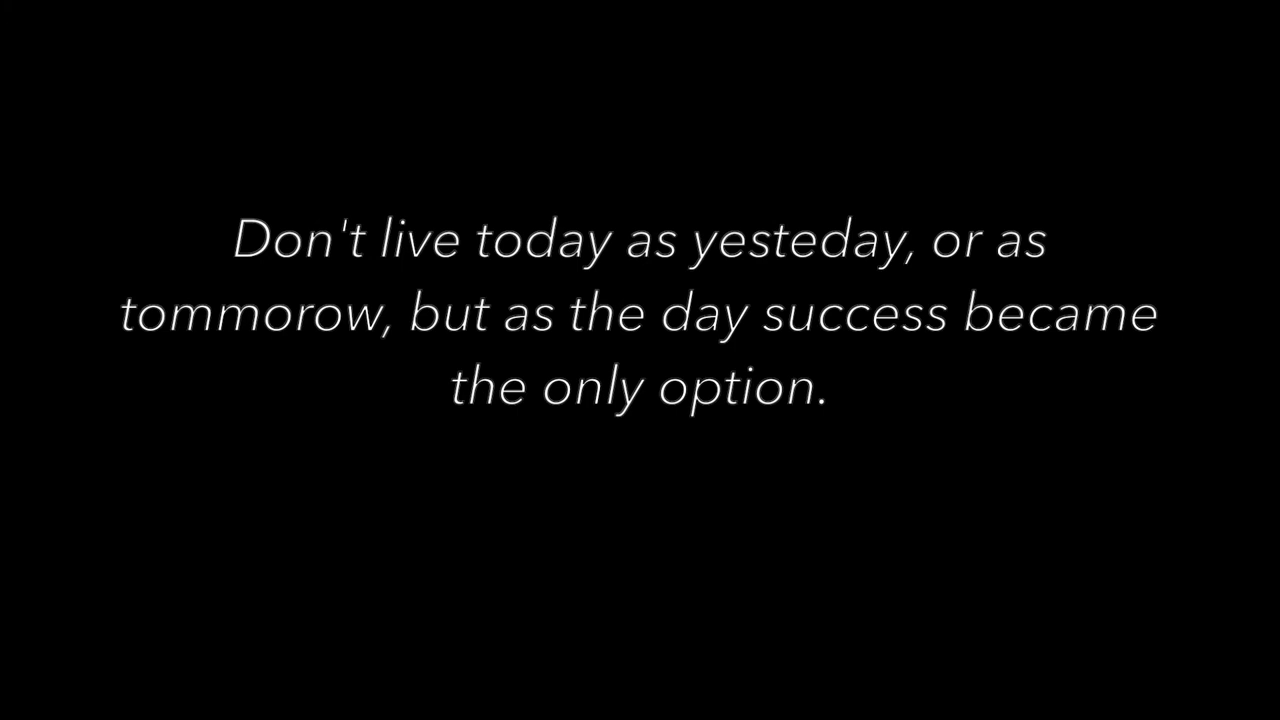 Don't live today as yesteday, or as
tommorow, but as the day success became
the only option.